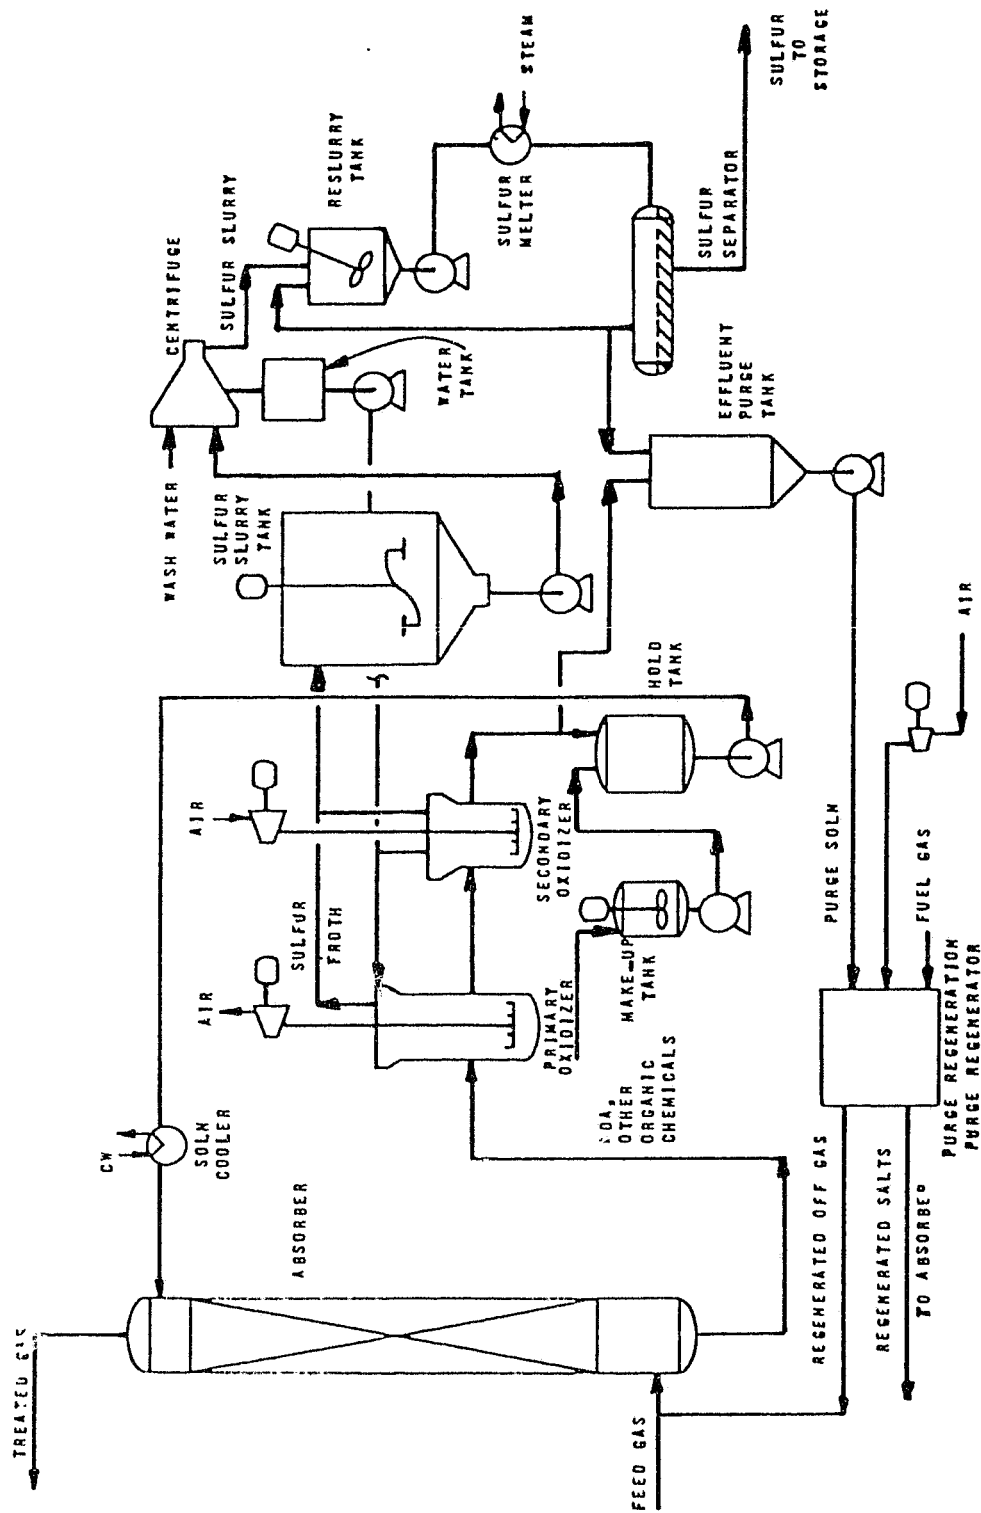 TREATED
FEED GAS
ABSORBER
CW
SOLN
COOLER
AIR
AIR
SULFUR
FROTH
PRIMARY
OXIDIZER
SECONDARY
OXIDIZER
OTHER
ORGANIC
CHEMICALS
MAKE-UP
TANK
HOLD
TANK
WASH WATER
SULFUR
SLURRY
TANK
CENTRIFUGE
SULFUR SLURRY
WATER
TANK
RESLURRY
TANK
SULFUR
MELTER
STEAM
SULFUR
SEPARATOR
SULFUR
TO
STORAGE
EFFLUENT
PURGE
TANK
PURGE SOLN
AIR
FUEL GAS
PURGE REGENERATION
PURGE REGENERATOR
REGENERATED OFF GAS
REGENERATED SALTS
TO